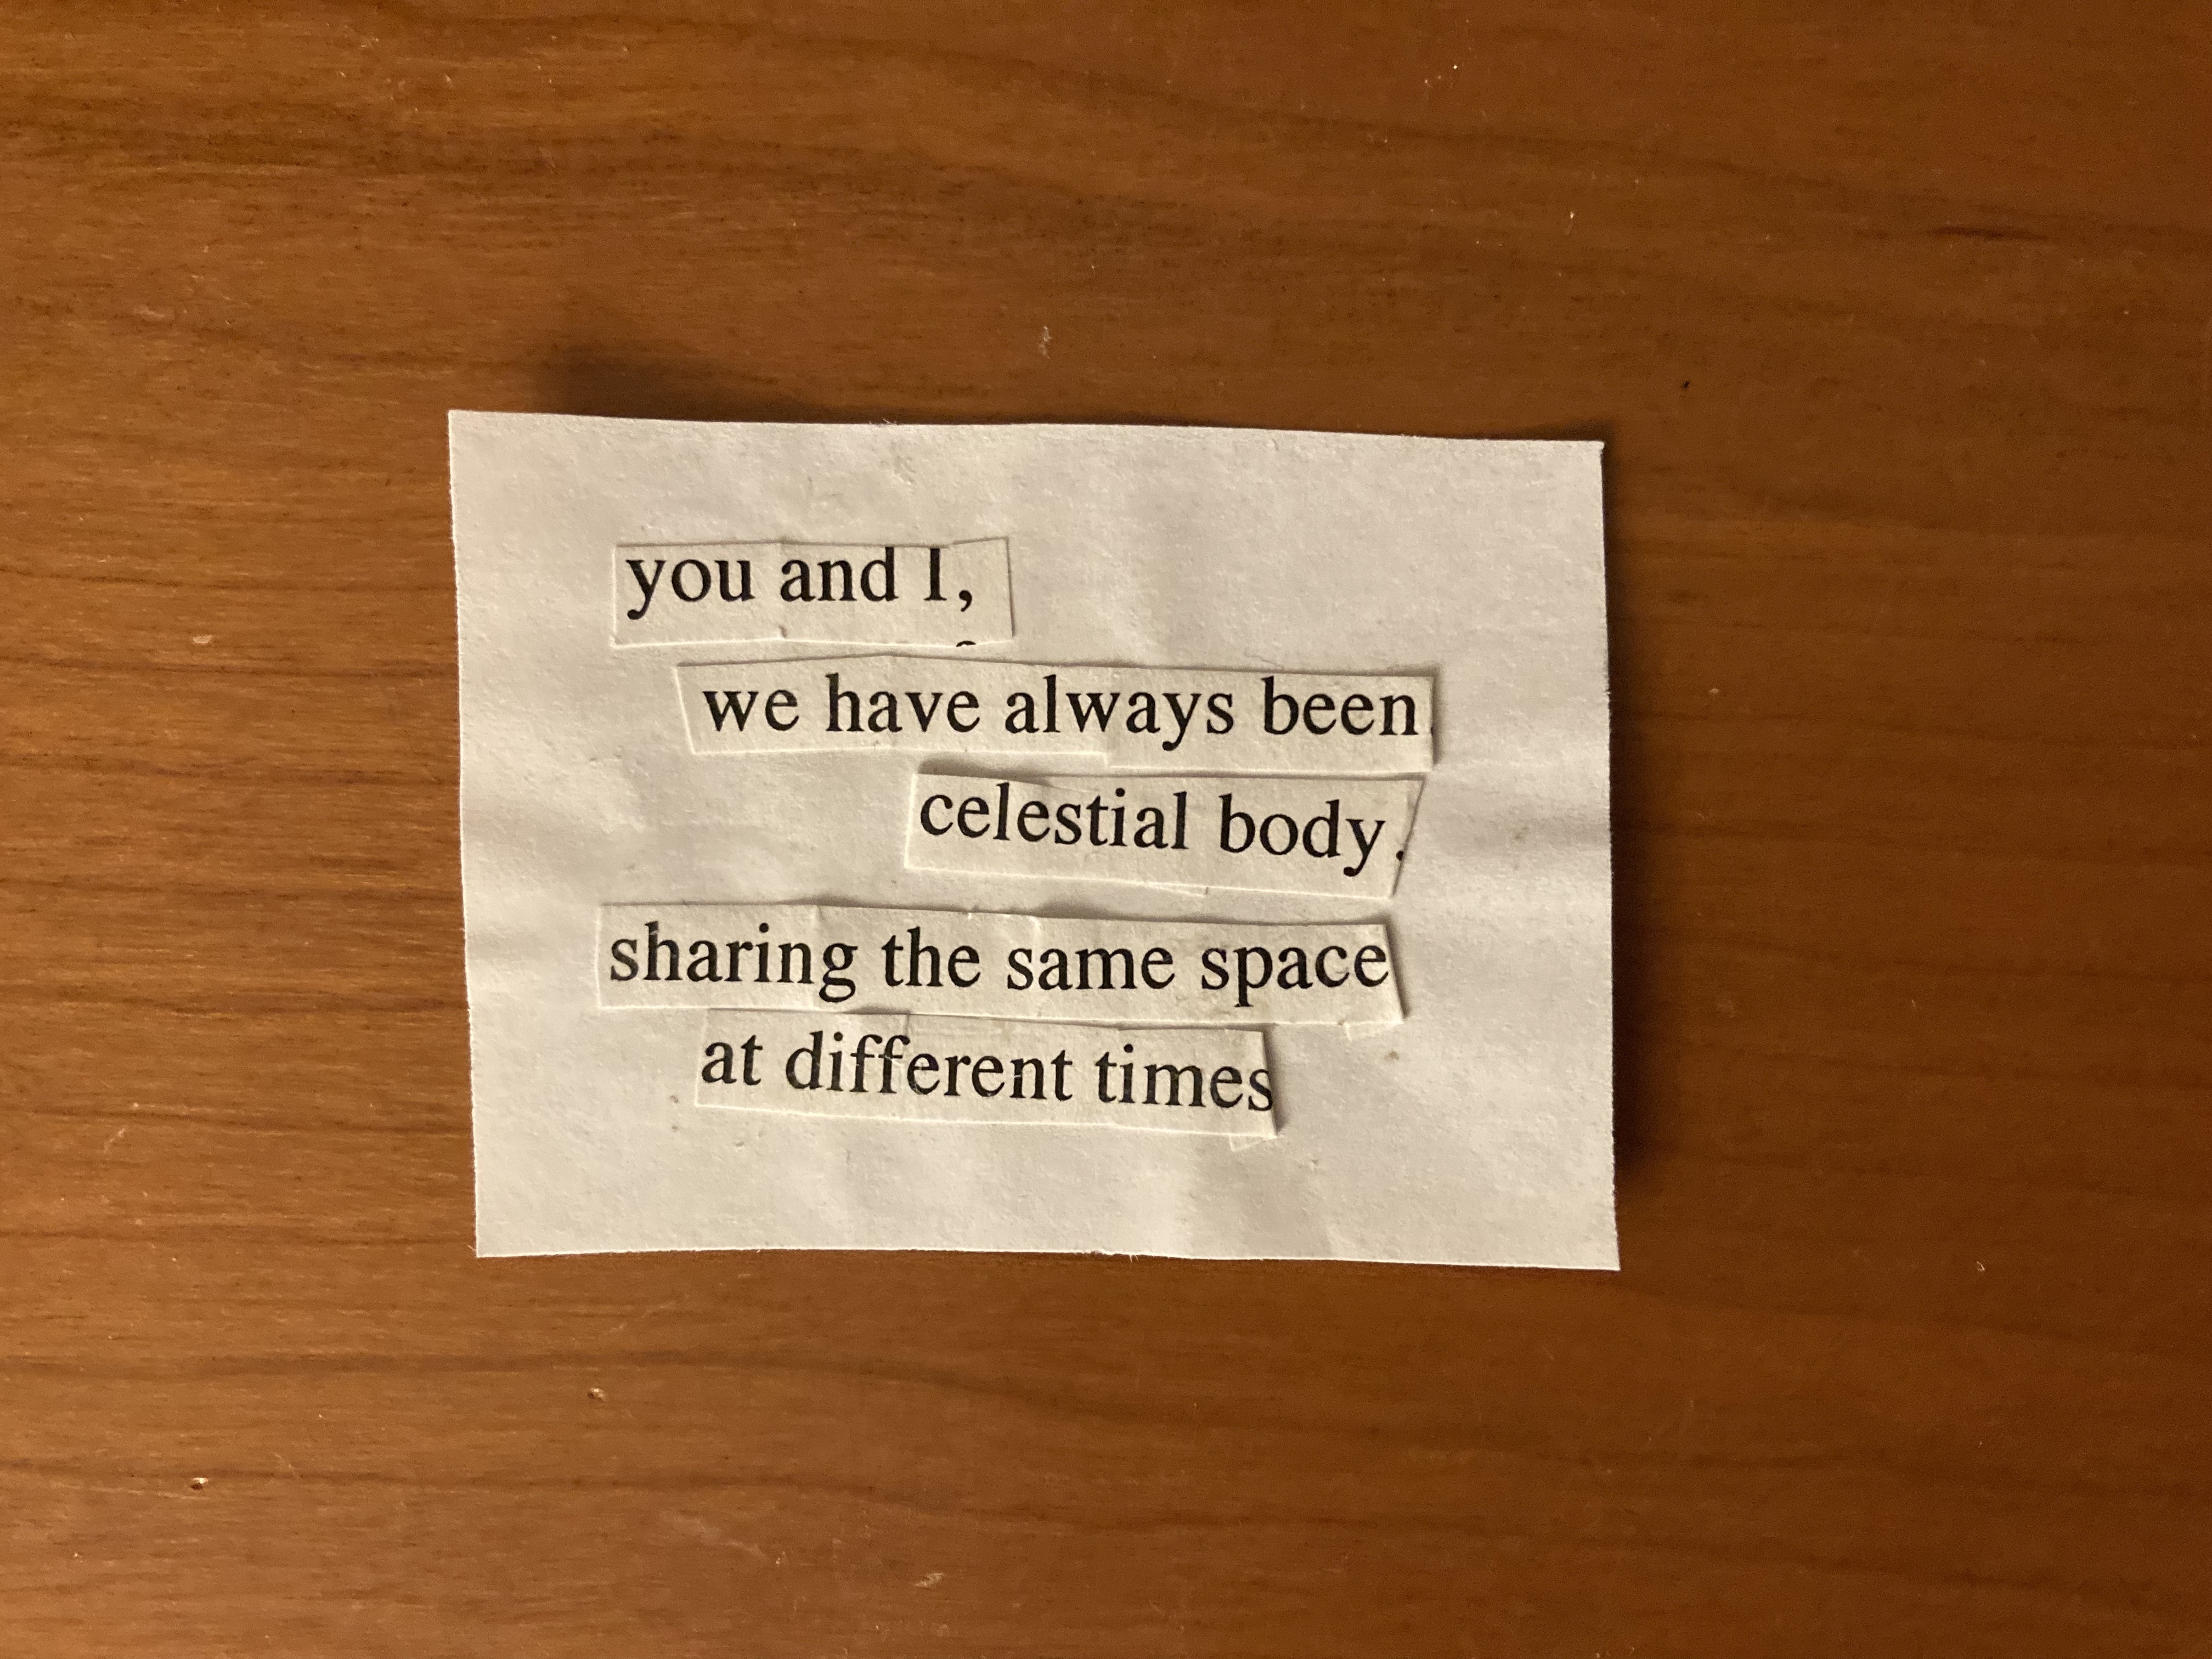 you and I,
we have always been
celestial body.
sharing the same space
at different times